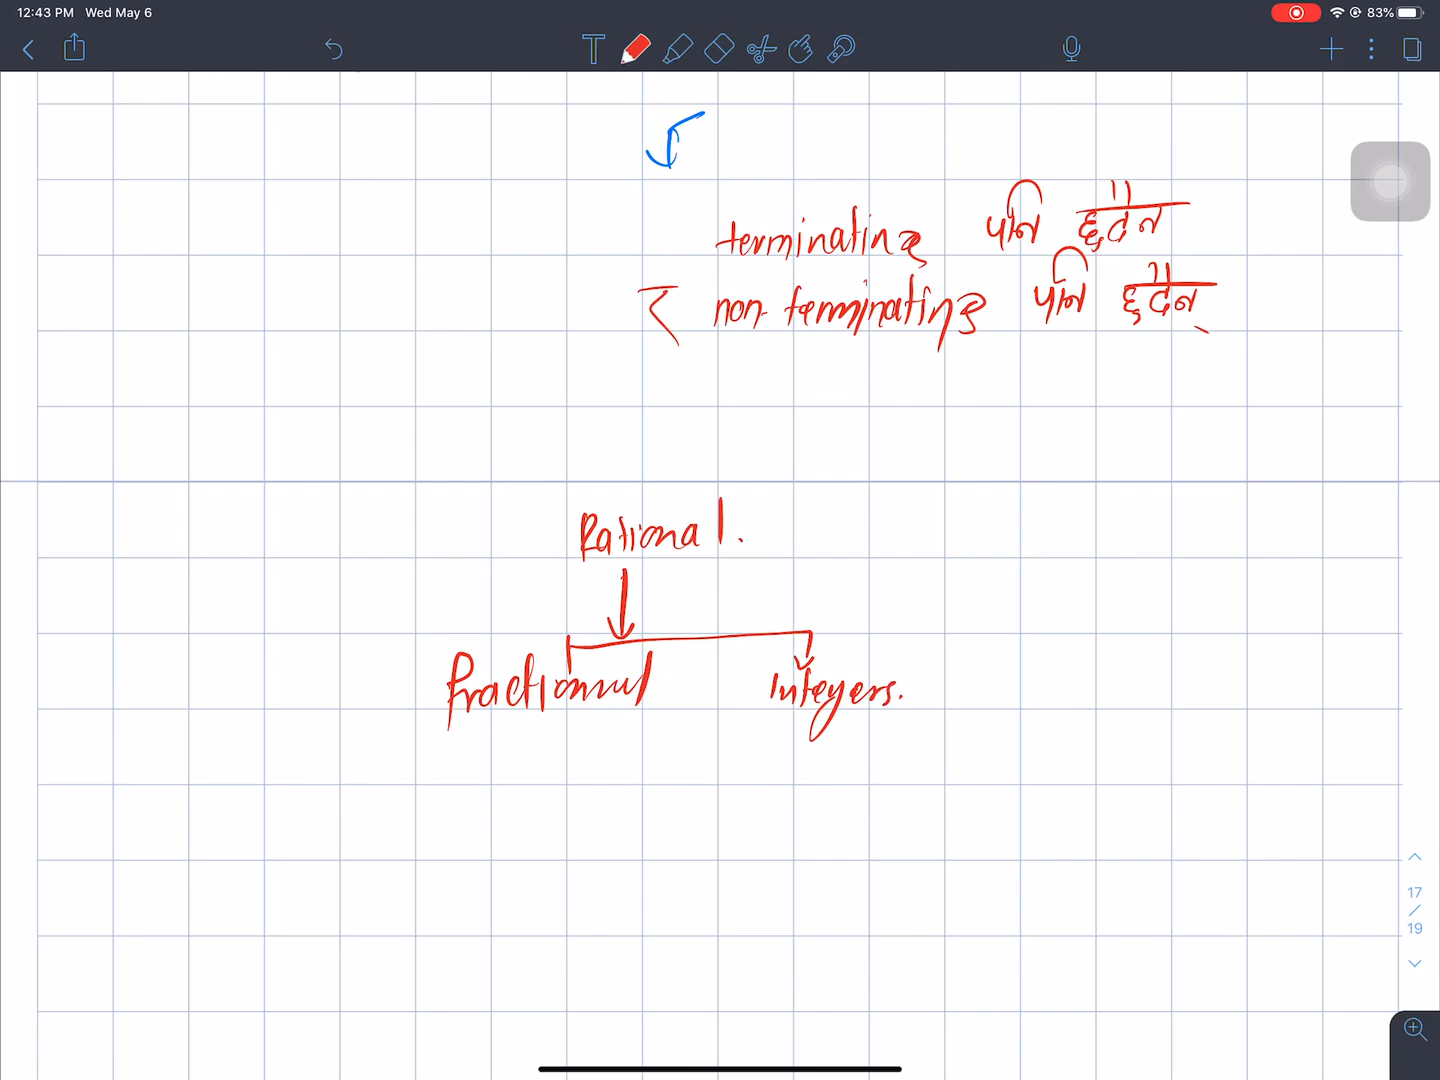 12:43 PM Wed May 6
83%
terminating पनि हुदैन
र non-terminating पनि हुदैन
Rational.
fractional
Integers.
17
/
19